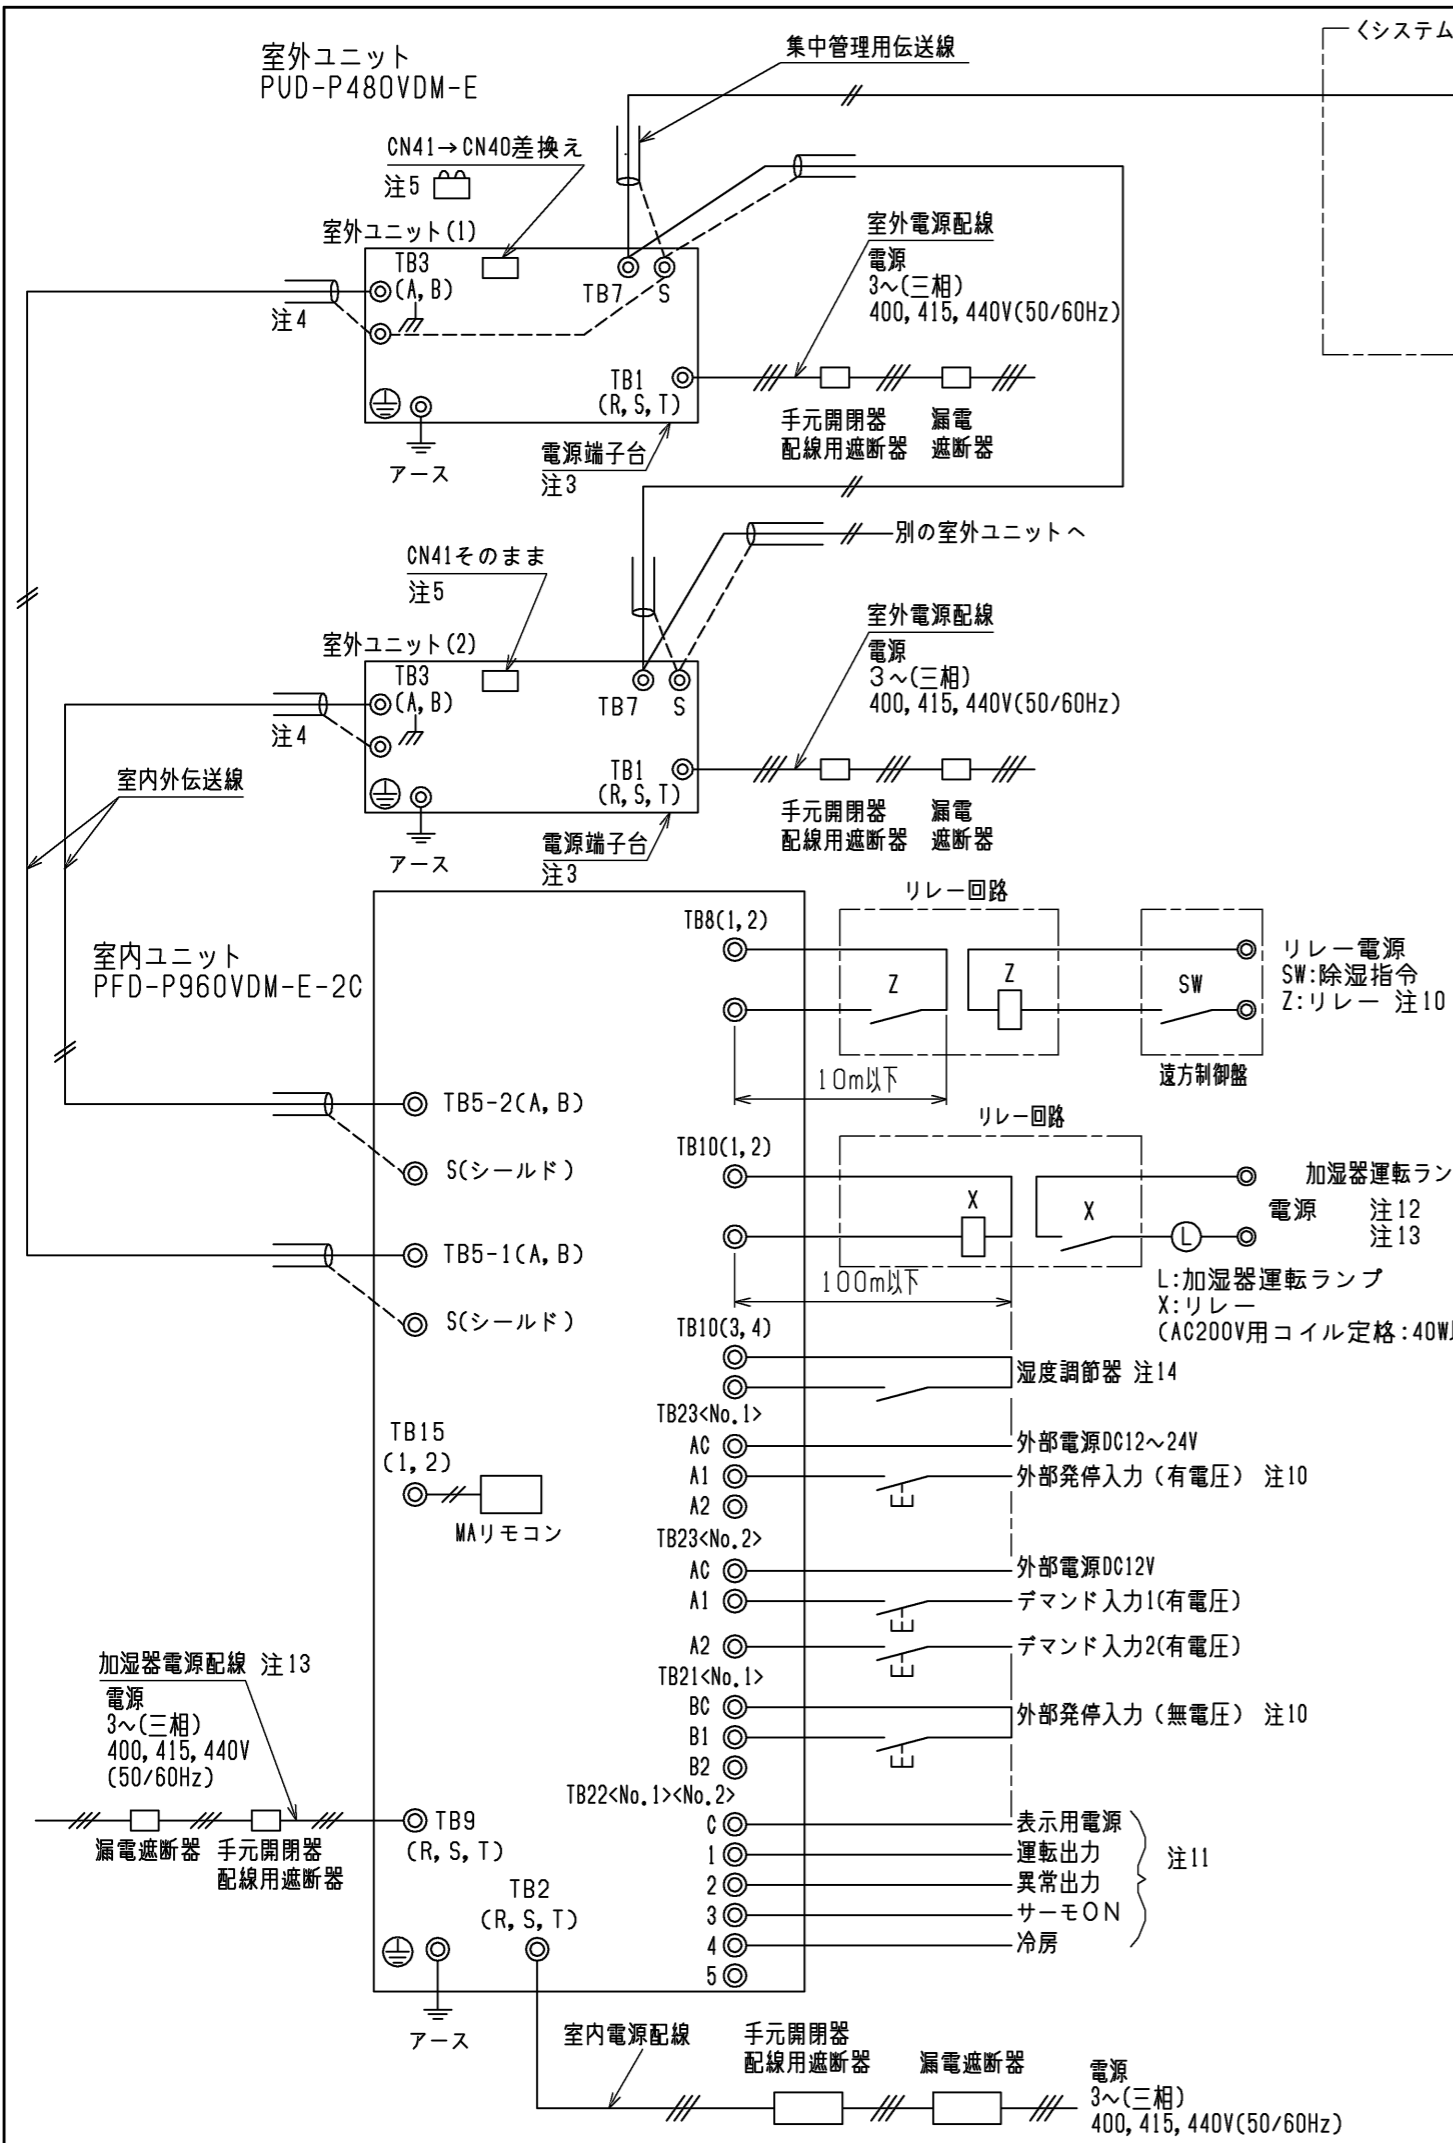 〈システム
室外ユニット
PUD-P480VDM-E
集中管理用伝送線
CN41→CN40差換え
注5
室外ユニット(1)
TB3
(A,B)
注4
TB7
S
室外電源配線
電源
3~(三相)
400,415,440V(50/60Hz)
TB1
(R,S,T)
手元開閉器
配線用遮断器
漏電
遮断器
アース
電源端子台
注3
別の室外ユニットへ
CN41そのまま
注5
室外ユニット(2)
TB3
(A,B)
注4
TB7
S
室外電源配線
電源
3~(三相)
400,415,440V(50/60Hz)
TB1
(R,S,T)
手元開閉器
配線用遮断器
漏電
遮断器
アース
電源端子台
注3
室内外伝送線
室内ユニット
PFD-P960VDM-E-2C
TB8(1,2)
リレー回路
Z
Z
SW
リレー電源
SW:除湿指令
Z:リレー 注10
10m以下
遠方制御盤
TB5-2(A,B)
S(シールド)
TB5-1(A,B)
S(シールド)
リレー回路
TB10(1,2)
X
X
L
加湿器運転ラン
電源 注12
注13
100m以下
L:加湿器運転ランプ
X:リレー
(AC200V用コイル定格:40W
TB10(3,4)
湿度調節器 注14
TB23<No.1>
AC
外部電源DC12~24V
A1
外部発停入力(有電圧) 注10
A2
TB15
(1,2)
MAリモコン
TB23<No.2>
AC
外部電源DC12V
A1
デマンド入力1(有電圧)
A2
デマンド入力2(有電圧)
TB21<No.1>
BC
外部発停入力(無電圧) 注10
B1
B2
加湿器電源配線 注13
電源
3~(三相)
400,415,440V
(50/60Hz)
漏電遮断器
手元開閉器
配線用遮断器
TB9
(R,S,T)
TB22<No.1><No.2>
C
表示用電源
1
運転出力
2
異常出力
3
サーモON
4
冷房
5
注11
TB2
(R,S,T)
アース
室内電源配線
手元開閉器
配線用遮断器
漏電遮断器
電源
3~(三相)
400,415,440V(50/60Hz)